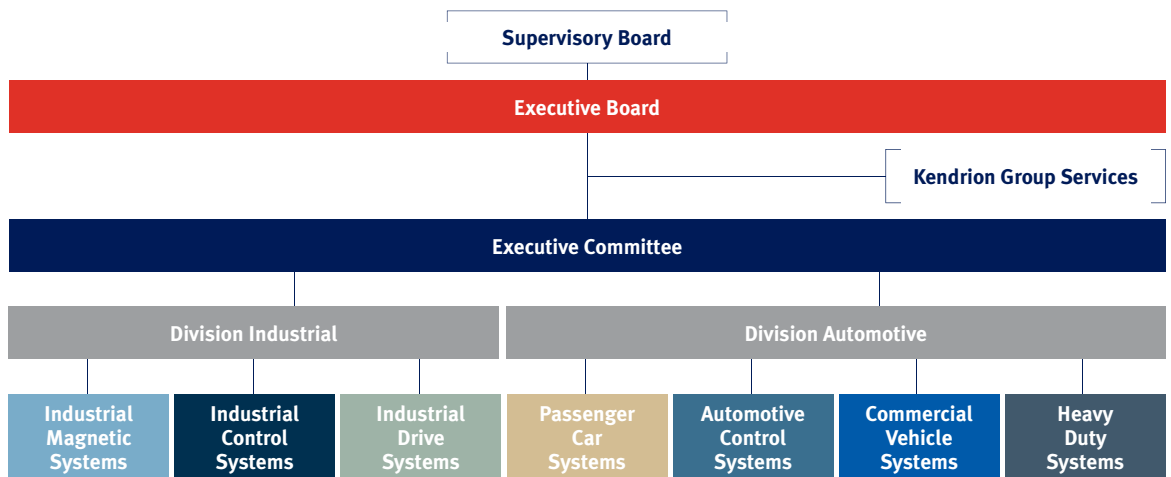 Supervisory Board
Executive Board
Kendrion Group Services
Executive Committee
Division Industrial
Division Automotive
Industrial
Magnetic
Systems
Industrial
Control
Systems
Industrial
Drive
Systems
Passenger
Car
Systems
Automotive
Control
Systems
Commercial
Vehicle
Systems
Heavy
Duty
Systems